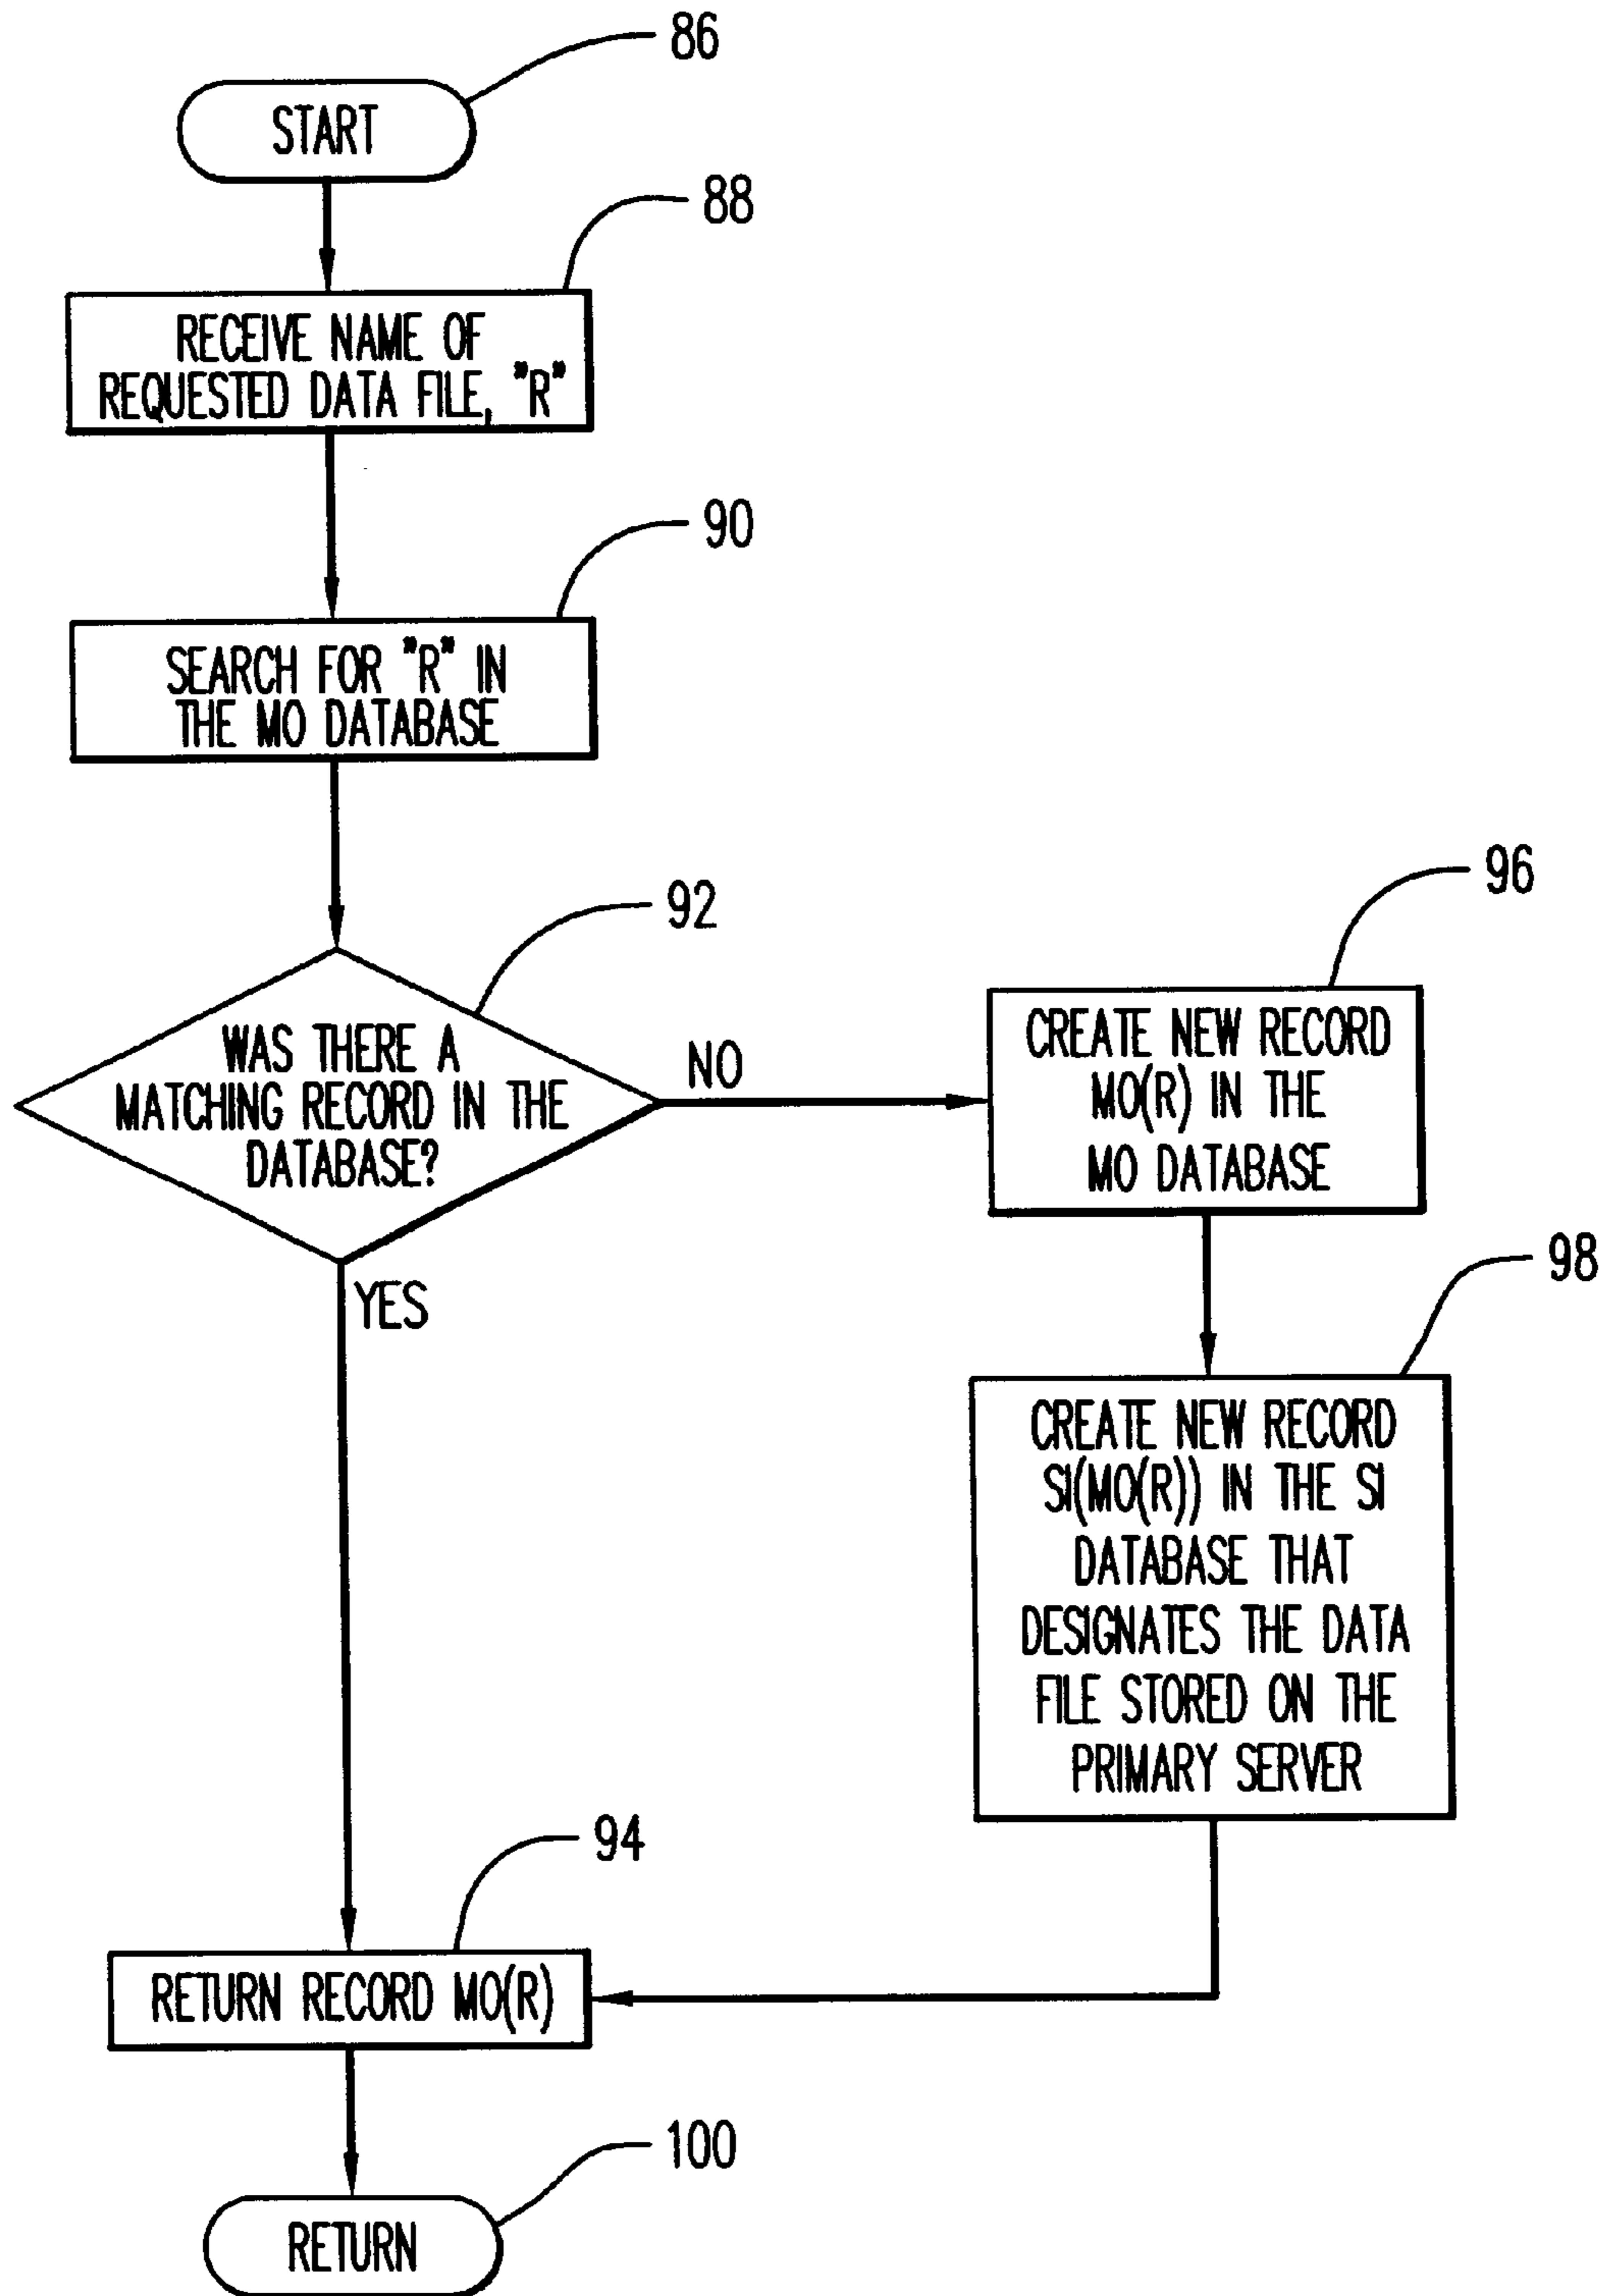 86
START
88
RECEIVE NAME OF
REQUESTED DATA FILE, "R"
90
SEARCH FOR "R" IN
THE MO DATABASE
92
WAS THERE A
MATCHING RECORD IN THE
DATABASE?
NO
YES
96
CREATE NEW RECORD
MO(R) IN THE
MO DATABASE
98
CREATE NEW RECORD
SI(MO(R)) IN THE SI
DATABASE THAT
DESIGNATES THE DATA
FILE STORED ON THE
PRIMARY SERVER
94
RETURN RECORD MO(R)
100
RETURN